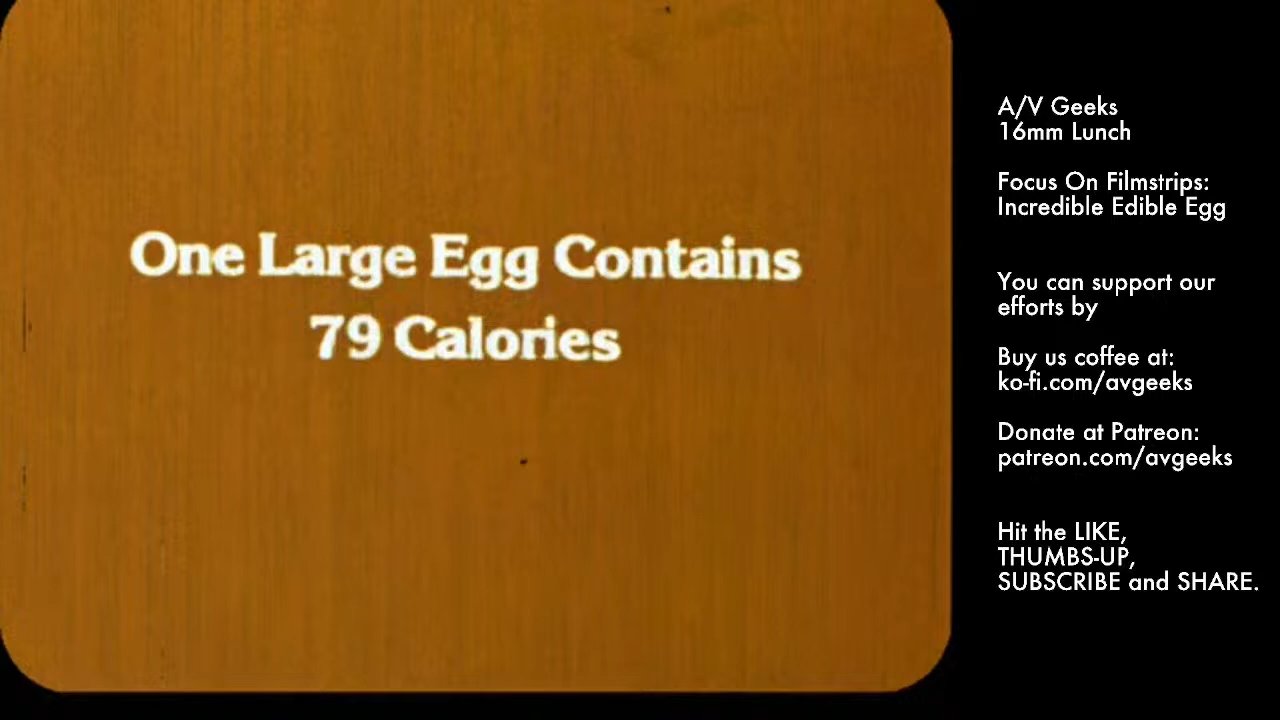 One Large Egg Contains
79 Calories
A/V Geeks
16mm Lunch
Focus On Filmstrips:
Incredible Edible Egg
You can support our
efforts by
Buy us coffee at:
ko-fi.com/avgeeks
Donate at Patreon:
patreon.com/avgeeks
Hit the LIKE,
THUMBS-UP,
SUBSCRIBE and SHARE.